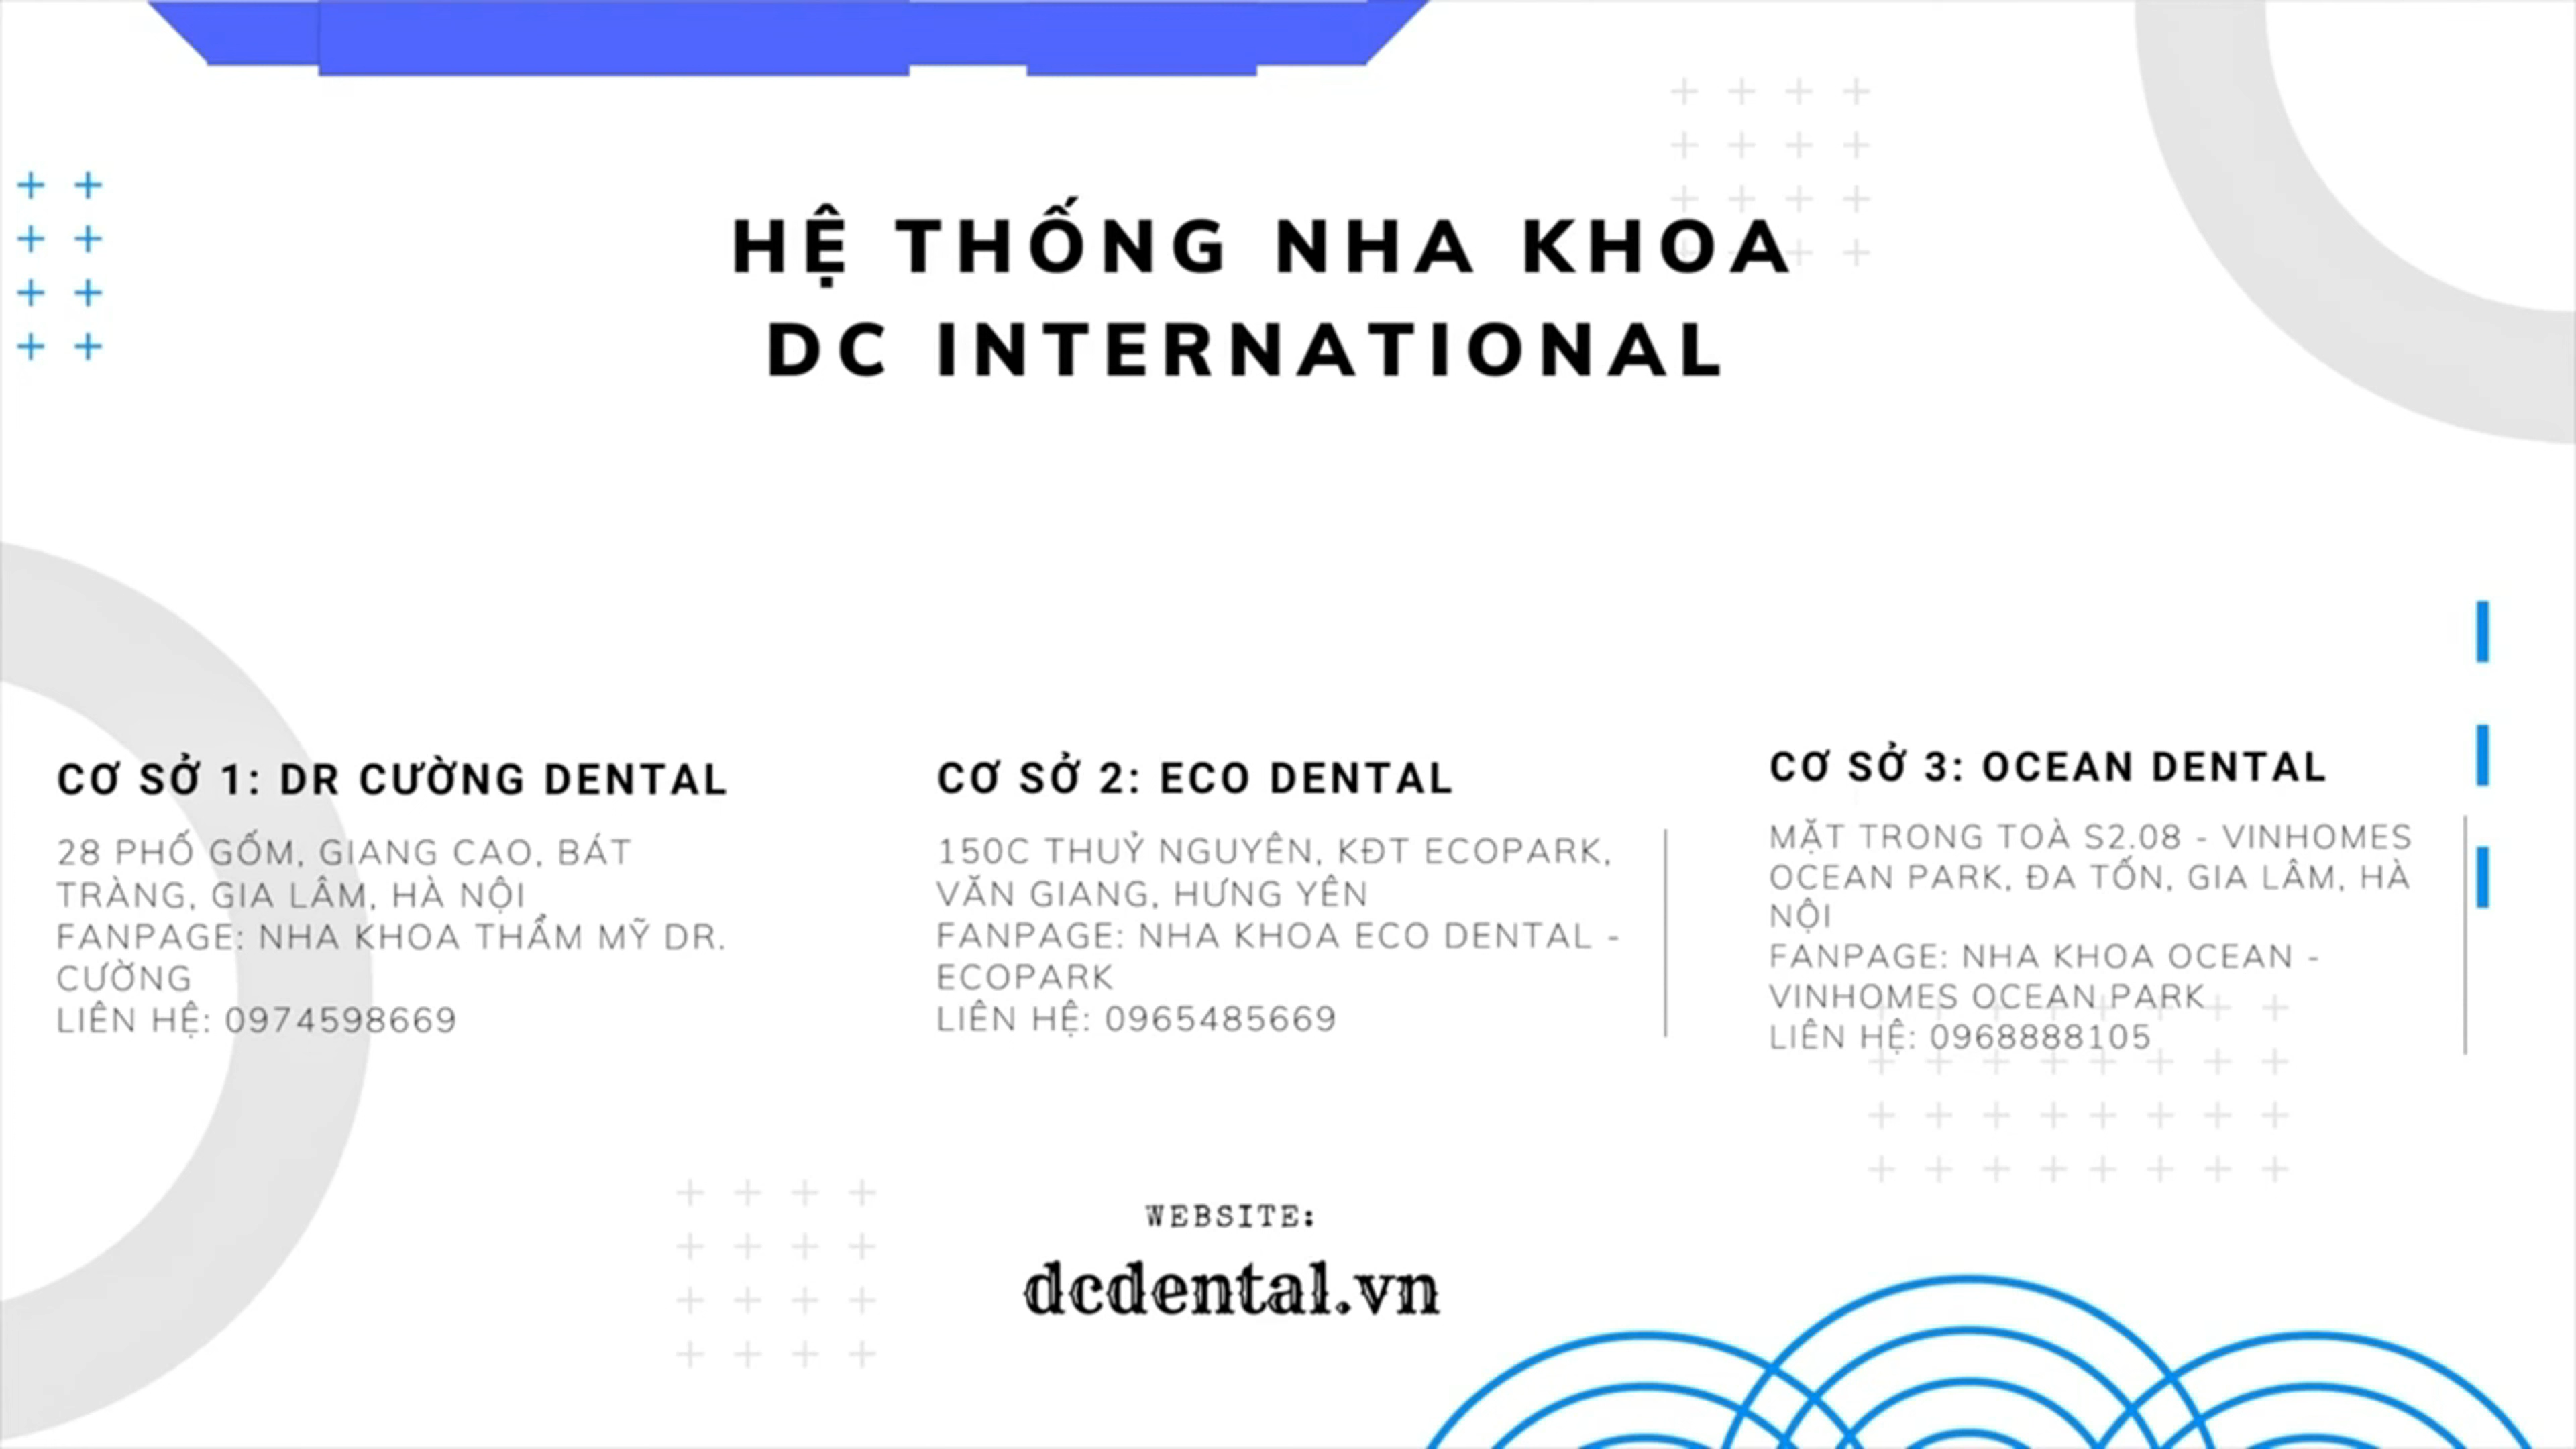 HỆ THỐNG NHA KHOA
DC INTERNATIONAL
CƠ SỞ 1: DR CƯỜNG DENTAL
28 PHỐ GỐM, GIANG CAO, BÁT
TRÀNG, GIA LÂM, HÀ NỘI
FANPAGE: NHA KHOA THẨM MỸ DR.
CƯỜNG
LIÊN HỆ: 0974598669
CƠ SỞ 2: ECO DENTAL
150C THUỶ NGUYÊN, KĐT ECOPARK,
VĂN GIANG, HƯNG YÊN
FANPAGE: NHA KHOA ECO DENTAL -
ECOPARK
LIÊN HỆ: 0965485669
CƠ SỞ 3: OCEAN DENTAL
MẶT TRONG TOÀ S2.08 - VINHOMES
OCEAN PARK, ĐA TỐN, GIA LÂM, HÀ
NỘI
FANPAGE: NHA KHOA OCEAN -
VINHOMES OCEAN PARK
LIÊN HỆ: 0968888105
WEBSITE:
dcdental.vn